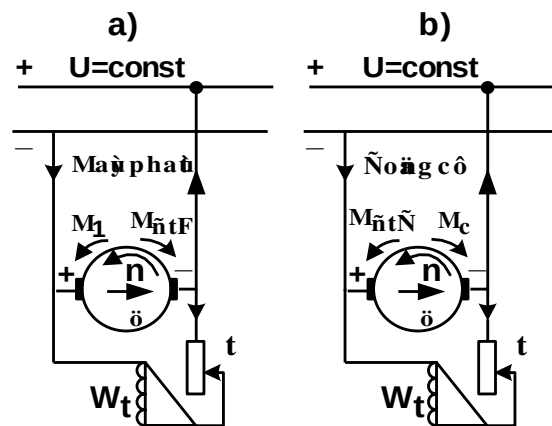 a) b)
+ U=const + U=const
– –
Maùy phaùt Ñoäng cô
M1 MñtF MñtÑ Mc
+ n – + n –
ö ö
t t
Wt Wt